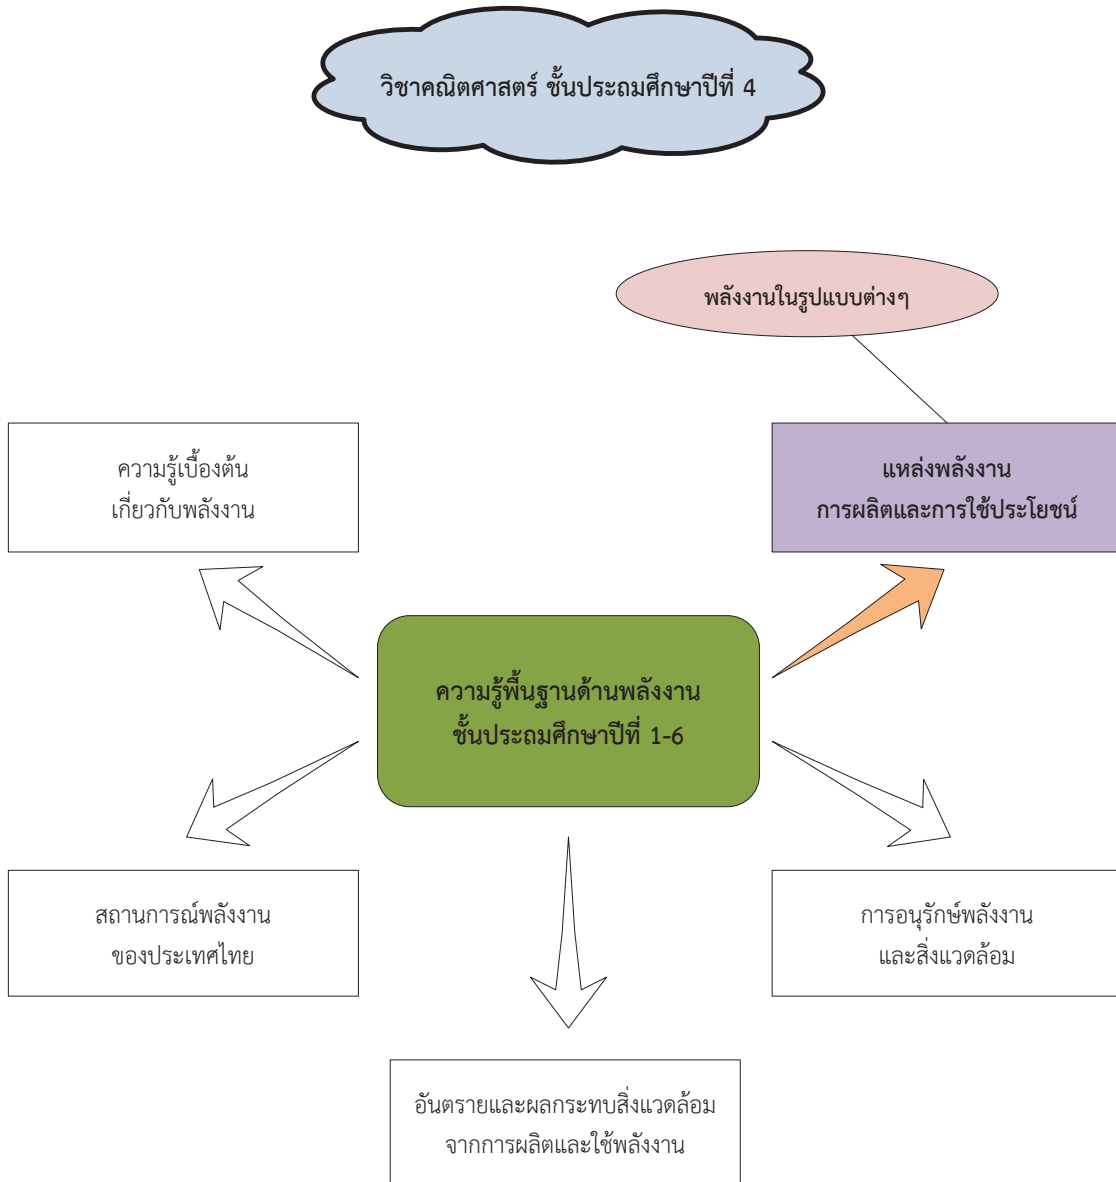 วิชาคณิตศาสตร์ ชั้นประถมศึกษาปีที่ 4
พลังงานในรูปแบบต่างๆ
ความรู้เบื้องต้น
เกี่ยวกับพลังงาน
แหล่งพลังงาน
การผลิตและการใช้ประโยชน์
ความรู้พื้นฐานด้านพลังงาน
ชั้นประถมศึกษาปีที่ 1-6
สถานการณ์พลังงาน
ของประเทศไทย
การอนุรักษ์พลังงาน
และสิ่งแวดล้อม
อันตรายและผลกระทบสิ่งแวดล้อม
จากการผลิตและใช้พลังงาน